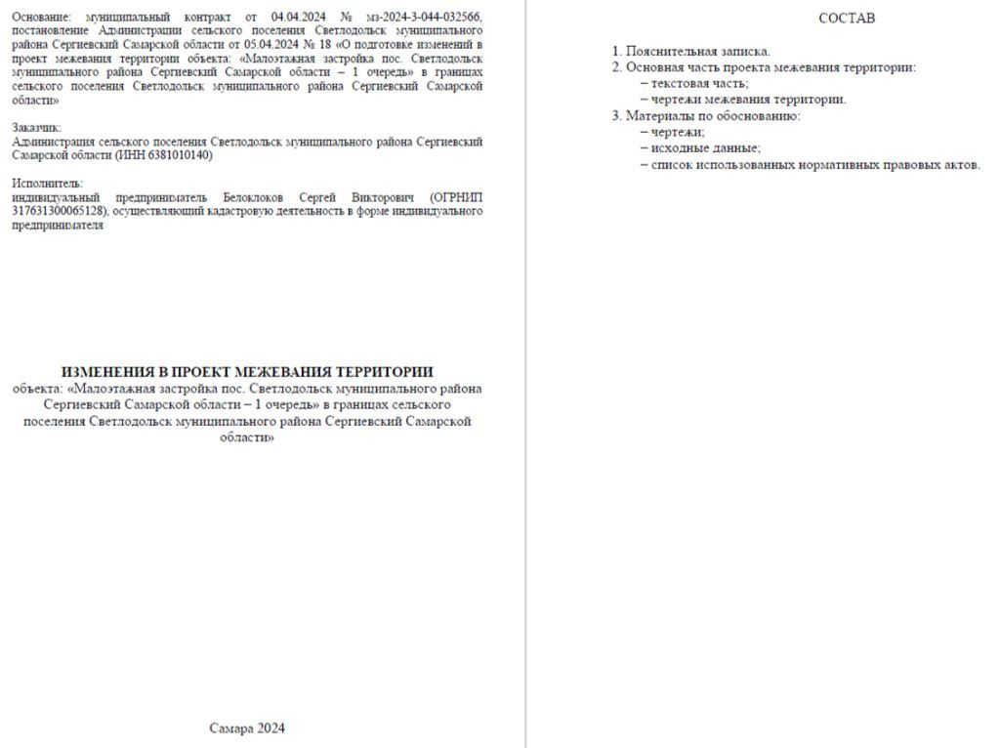 Основание: муниципальный контракт от 04.04.2024 № мз-2024-3-044-032566,
постановление Администрации сельского поселения Светлодольск муниципального
района Сергиевский Самарской области от 05.04.2024 № 18 «О подготовке изменений в
проект межевания территории объекта: «Малоэтажная застройка пос. Светлодольск
муниципального района Сергиевский Самарской области – 1 очередь» в границах
сельского поселения Светлодольск муниципального района Сергиевский Самарской
области»
Заказчик:
Администрация сельского поселения Светлодольск муниципального района Сергиевский
Самарской области (ИНН 6381010140)
Исполнитель:
индивидуальный предприниматель Белоклоков Сергей Викторович (ОГРНИП
317631300065128), осуществляющий кадастровую деятельность в форме индивидуального
предпринимателя
ИЗМЕНЕНИЯ В ПРОЕКТ МЕЖЕВАНИЯ ТЕРРИТОРИИ
объекта: «Малоэтажная застройка пос. Светлодольск муниципального района
Сергиевский Самарской области – 1 очередь» в границах сельского
поселения Светлодольск муниципального района Сергиевский Самарской
области»
Самара 2024
СОСТАВ
1. Пояснительная записка.
2. Основная часть проекта межевания территории:
– текстовая часть;
– чертежи межевания территории.
3. Материалы по обоснованию:
– чертежи;
– исходные данные;
– список использованных нормативных правовых актов.